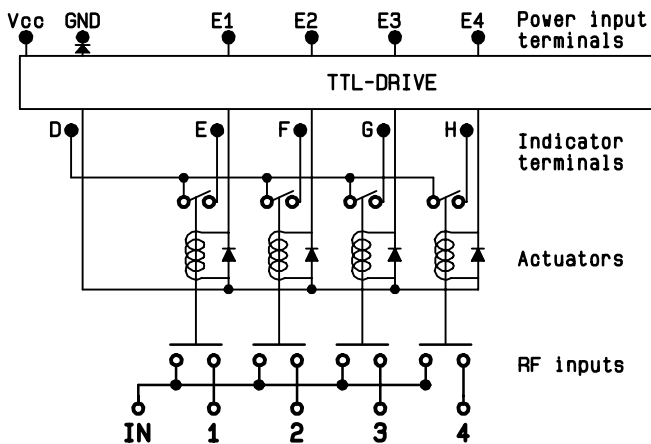 Vcc GND E1 E2 E3 E4 Power input
terminals
TTL-DRIVE
D E F G H Indicator
terminals
Actuators
RF inputs
IN 1 2 3 4